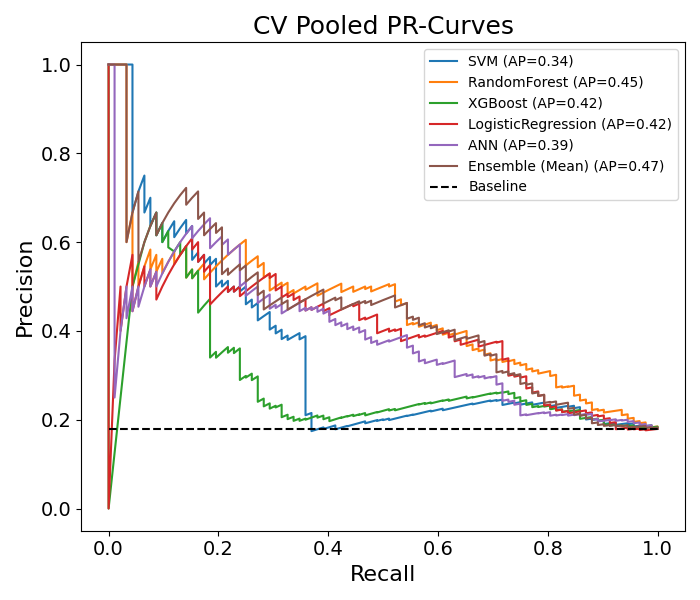 CV Pooled PR-Curves
SVM (AP=0.34)
RandomForest (AP=0.45)
XGBoost (AP=0.42)
LogisticRegression (AP=0.42)
ANN (AP=0.39)
Ensemble (Mean) (AP=0.47)
Baseline
Precision
1.0
0.8
0.6
0.4
0.2
0.0
0.0 0.2 0.4 0.6 0.8 1.0
Recall